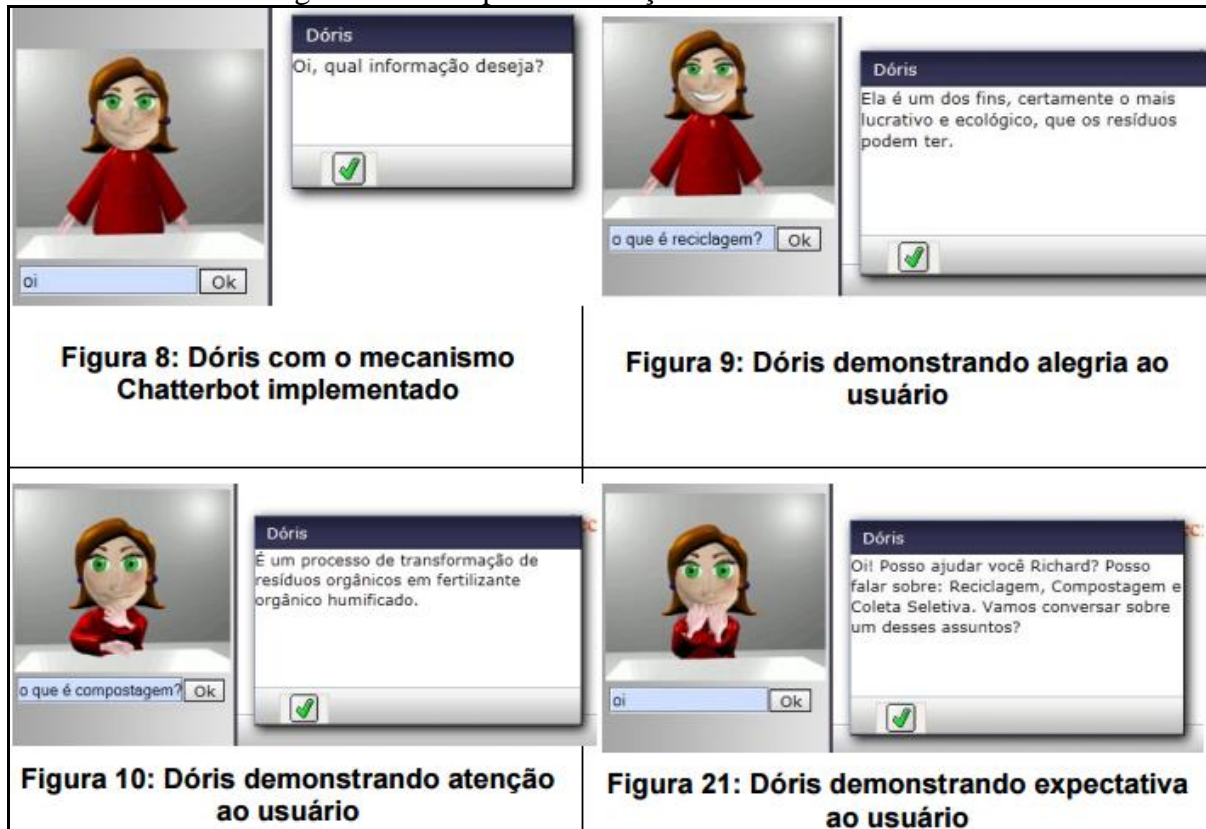 Dóris
Oi, qual informação deseja?
oi
Ok
Figura 8: Dóris com o mecanismo
Chatterbot implementado
Dóris
Ela é um dos fins, certamente o mais
lucrativo e ecológico, que os resíduos
podem ter.
o que é reciclagem?
Ok
Figura 9: Dóris demonstrando alegria ao
usuário
Dóris
É um processo de transformação de
resíduos orgânicos em fertilizante
orgânico humificado.
o que é compostagem?
Ok
Figura 10: Dóris demonstrando atenção
ao usuário
Dóris
Oi! Posso ajudar você Richard? Posso
falar sobre: Reciclagem, Compostagem e
Coleta Seletiva. Vamos conversar sobre
um desses assuntos?
oi
Ok
Figura 21: Dóris demonstrando expectativa
ao usuário